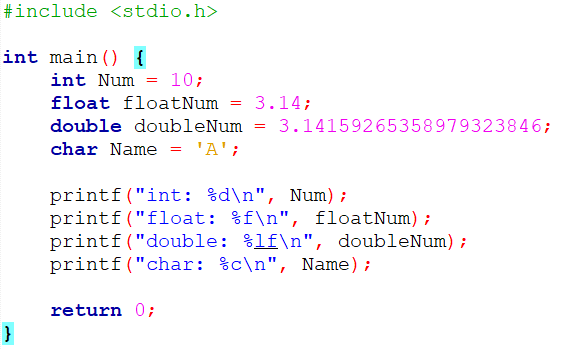 #include <stdio.h>
int main() {
    int Num = 10;
    float floatNum = 3.14;
    double doubleNum = 3.14159265358979323846;
    char Name = 'A';
    printf("int: %d\n", Num);
    printf("float: %f\n", floatNum);
    printf("double: %lf\n", doubleNum);
    printf("char: %c\n", Name);
    return 0;
}